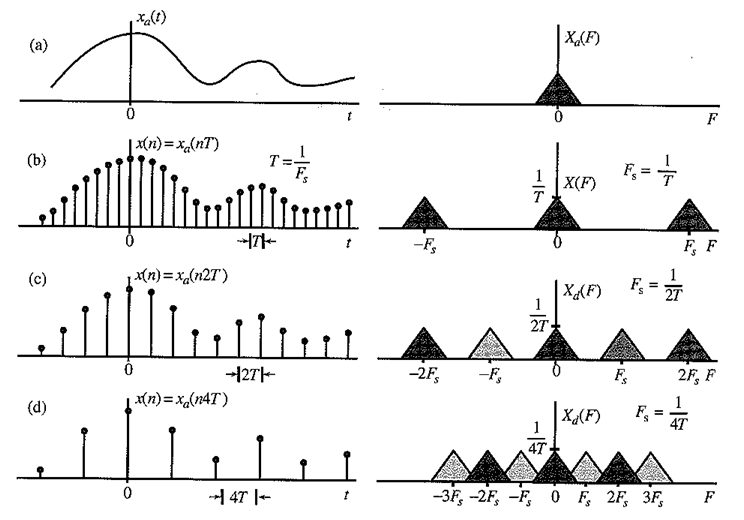 (a)
x_a(t)
0
t
X_a(F)
0
F
(b)
x(n) = x_a(nT)
T = 1/F_s
0
T
t
1/T
X(F)
F_s = 1/T
−F_s
0
F_s F
(c)
x(n) = x_a(n2T)
0
2T
t
1/2T
X_d(F)
F_s = 1/2T
−2F_s
−F_s
0
F_s
2F_s F
(d)
x(n) = x_a(n4T)
0
4T
t
1/4T
X_d(F)
F_s = 1/4T
−3F_s −2F_s −F_s 0 F_s 2F_s 3F_s F